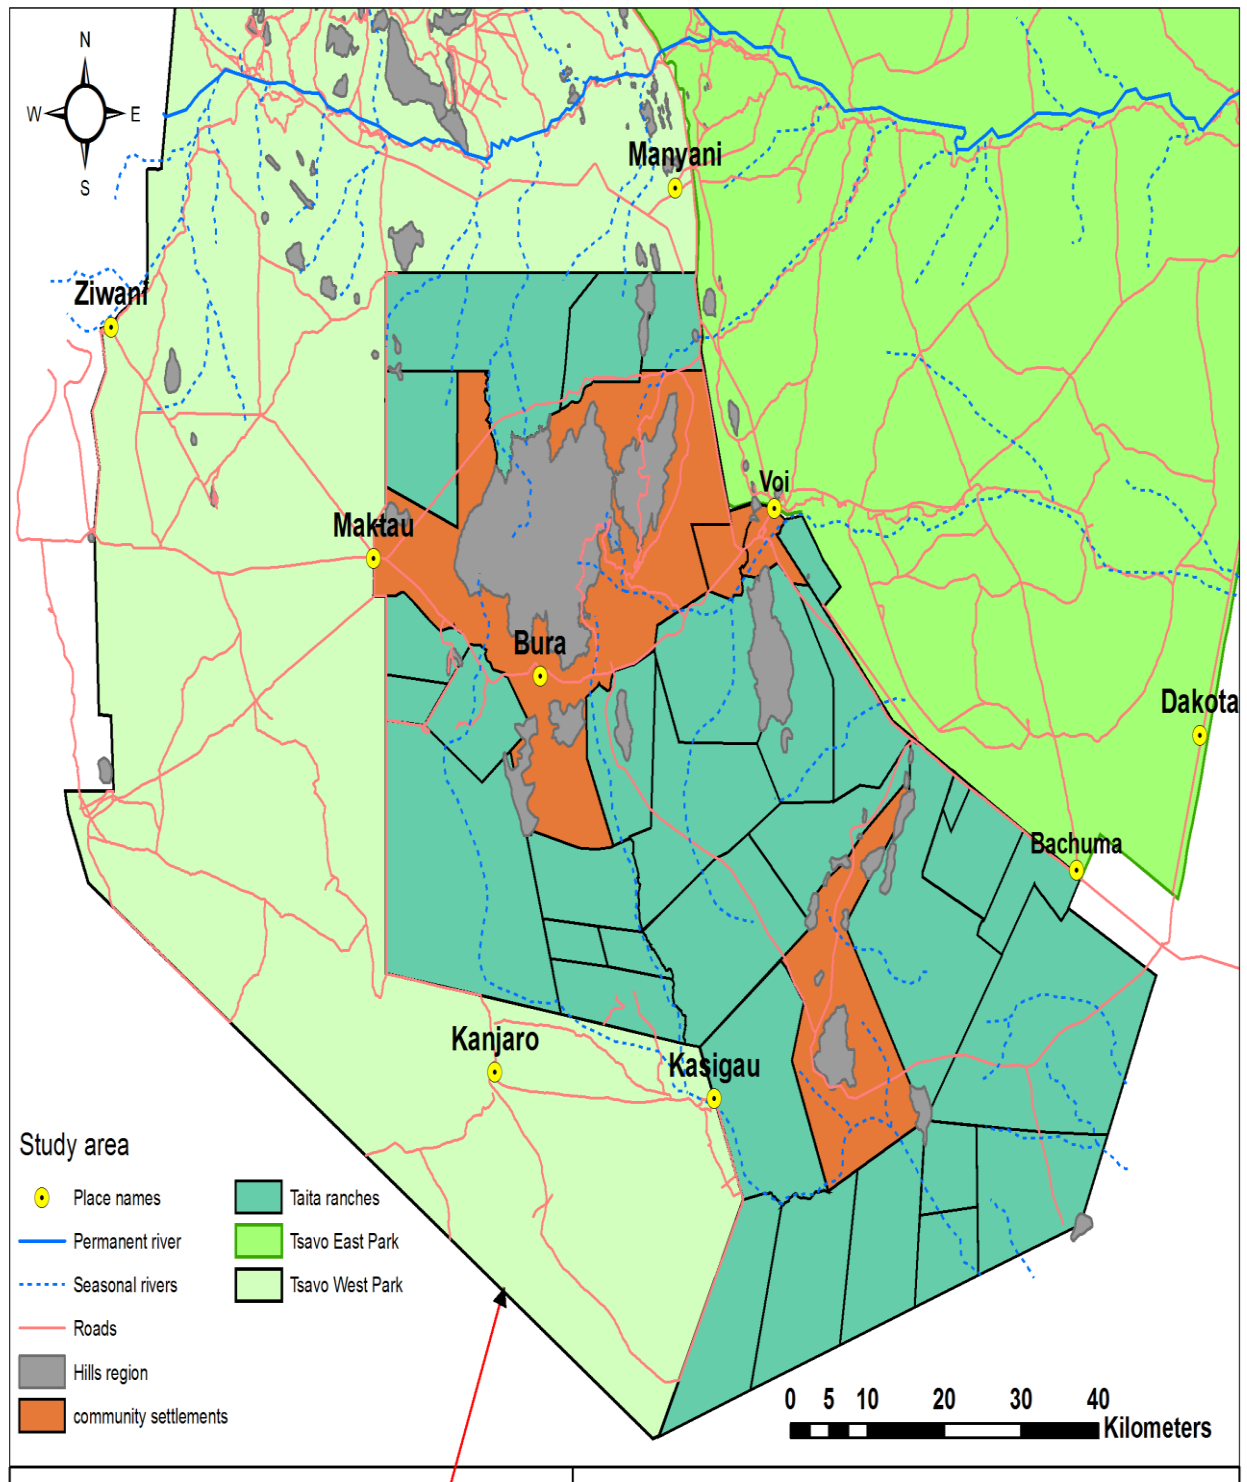 N
W E
S
Manyani
Ziwani
Voi
Maktau
Bura
Dakota
Bachuma
Kanjaro
Kasigau
Study area
Place names
Permanent river
Seasonal rivers
Roads
Hills region
community settlements
Taita ranches
Tsavo East Park
Tsavo West Park
0 5 10 20 30 40
Kilometers